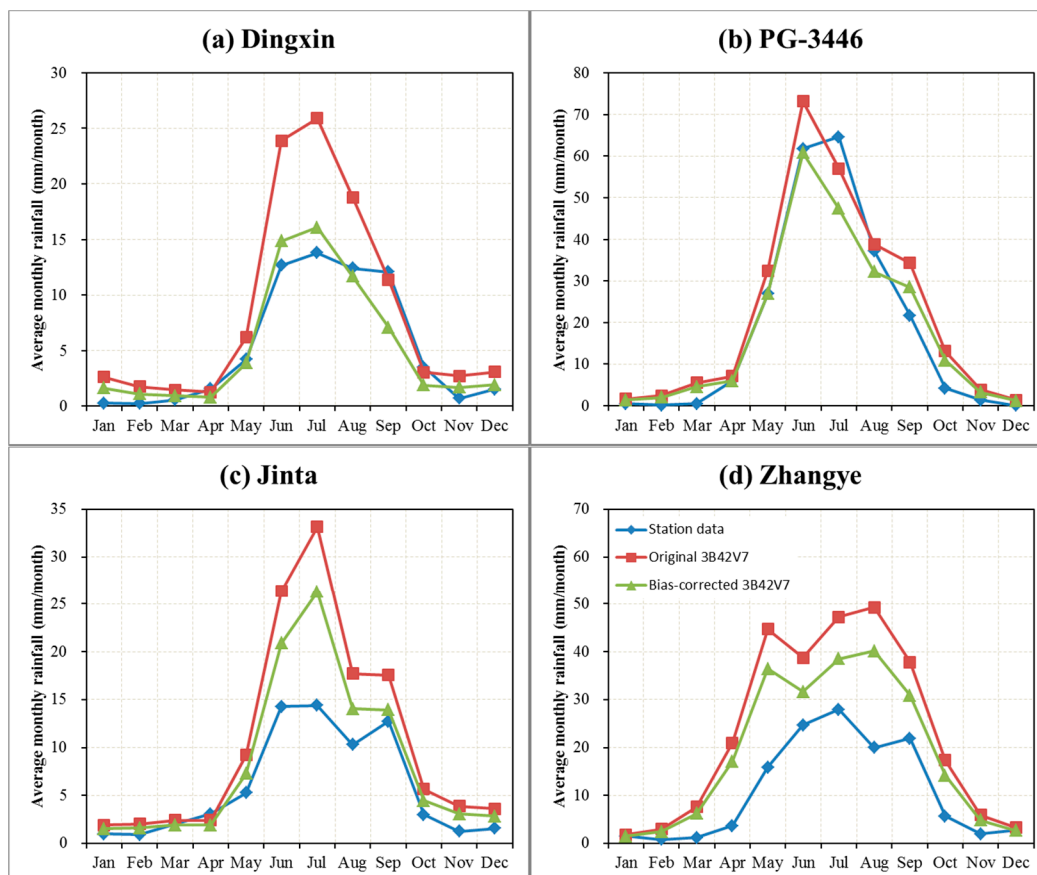 (a) Dingxin
Average monthly rainfall (mm/month)
30
25
20
15
10
5
0
Jan Feb Mar Apr May Jun Jul Aug Sep Oct Nov Dec
(b) PG-3446
Average monthly rainfall (mm/month)
80
70
60
50
40
30
20
10
0
Jan Feb Mar Apr May Jun Jul Aug Sep Oct Nov Dec
(c) Jinta
Average monthly rainfall (mm/month)
35
30
25
20
15
10
5
0
Jan Feb Mar Apr May Jun Jul Aug Sep Oct Nov Dec
(d) Zhangye
Average monthly rainfall (mm/month)
70
60
50
40
30
20
10
0
Station data
Original 3B42V7
Bias-corrected 3B42V7
Jan Feb Mar Apr May Jun Jul Aug Sep Oct Nov Dec